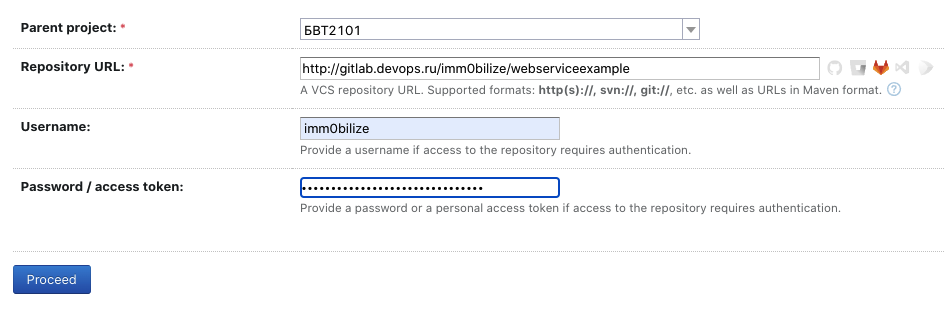 Parent project: *
БВТ2101
Repository URL: *
http://gitlab.devops.ru/imm0bilize/webserviceexample
A VCS repository URL. Supported formats: http(s)://, svn://, git://, etc. as well as URLs in Maven format. ?
Username:
imm0bilize
Provide a username if access to the repository requires authentication.
Password / access token:
••••••••••••••••••••••••••••••••
Provide a password or a personal access token if access to the repository requires authentication.
Proceed